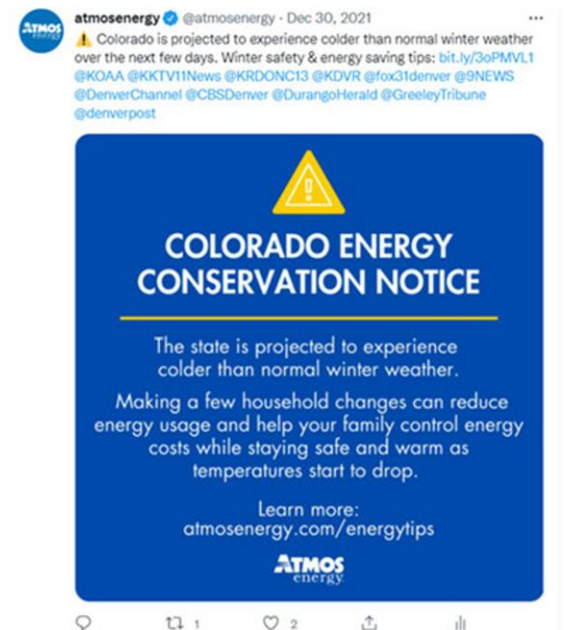 atmosenergy @atmosenergy · Dec 30, 2021
Colorado is projected to experience colder than normal winter weather
over the next few days. Winter safety & energy saving tips: bit.ly/3oPMVL1
@KOAA @KKTV11News @KRDONC13 @KDVR @fox31denver @9NEWS
@DenverChannel @CBSDenver @DurangoHerald @GreeleyTribune
@denverpost
COLORADO ENERGY
CONSERVATION NOTICE
The state is projected to experience
colder than normal winter weather.
Making a few household changes can reduce
energy usage and help your family control energy
costs while staying safe and warm as
temperatures start to drop.
Learn more:
atmosenergy.com/energytips
ATMOS
energy
1 2